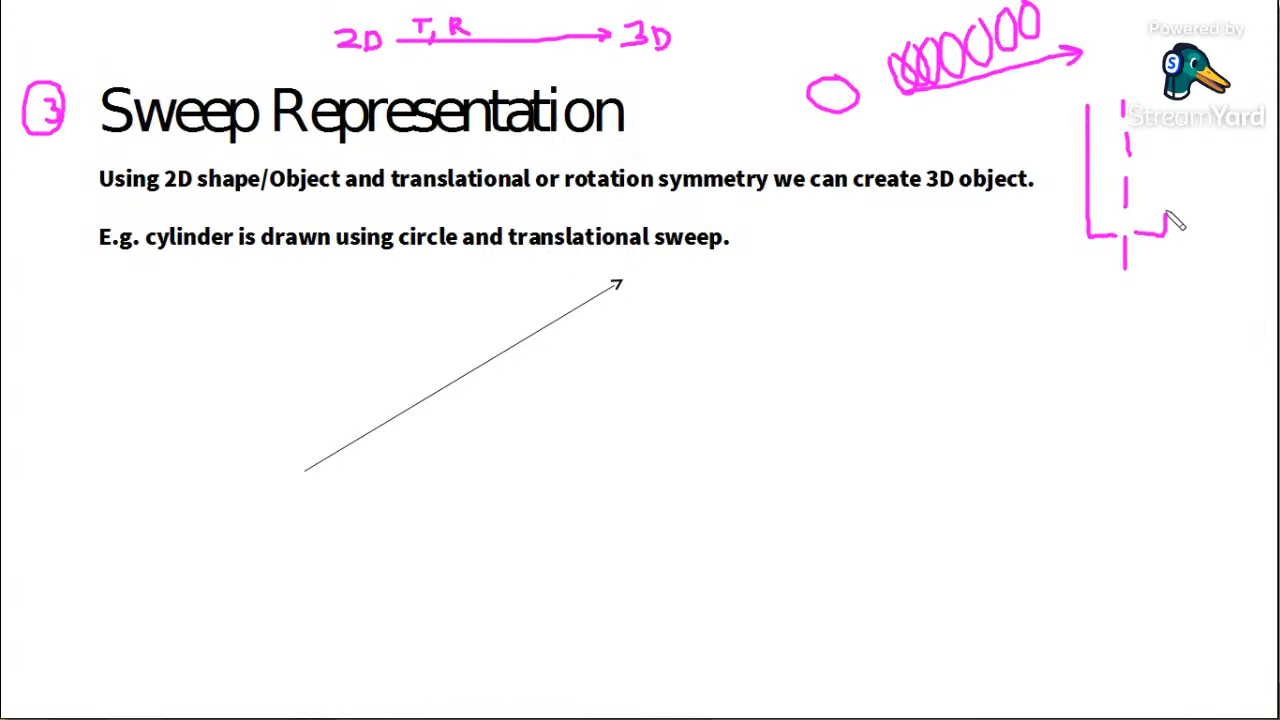 T, R
2D 3D
3 Sweep Representation
Using 2D shape/Object and translational or rotation symmetry we can create 3D object.
E.g. cylinder is drawn using circle and translational sweep.
Powered by
S
StreamYard